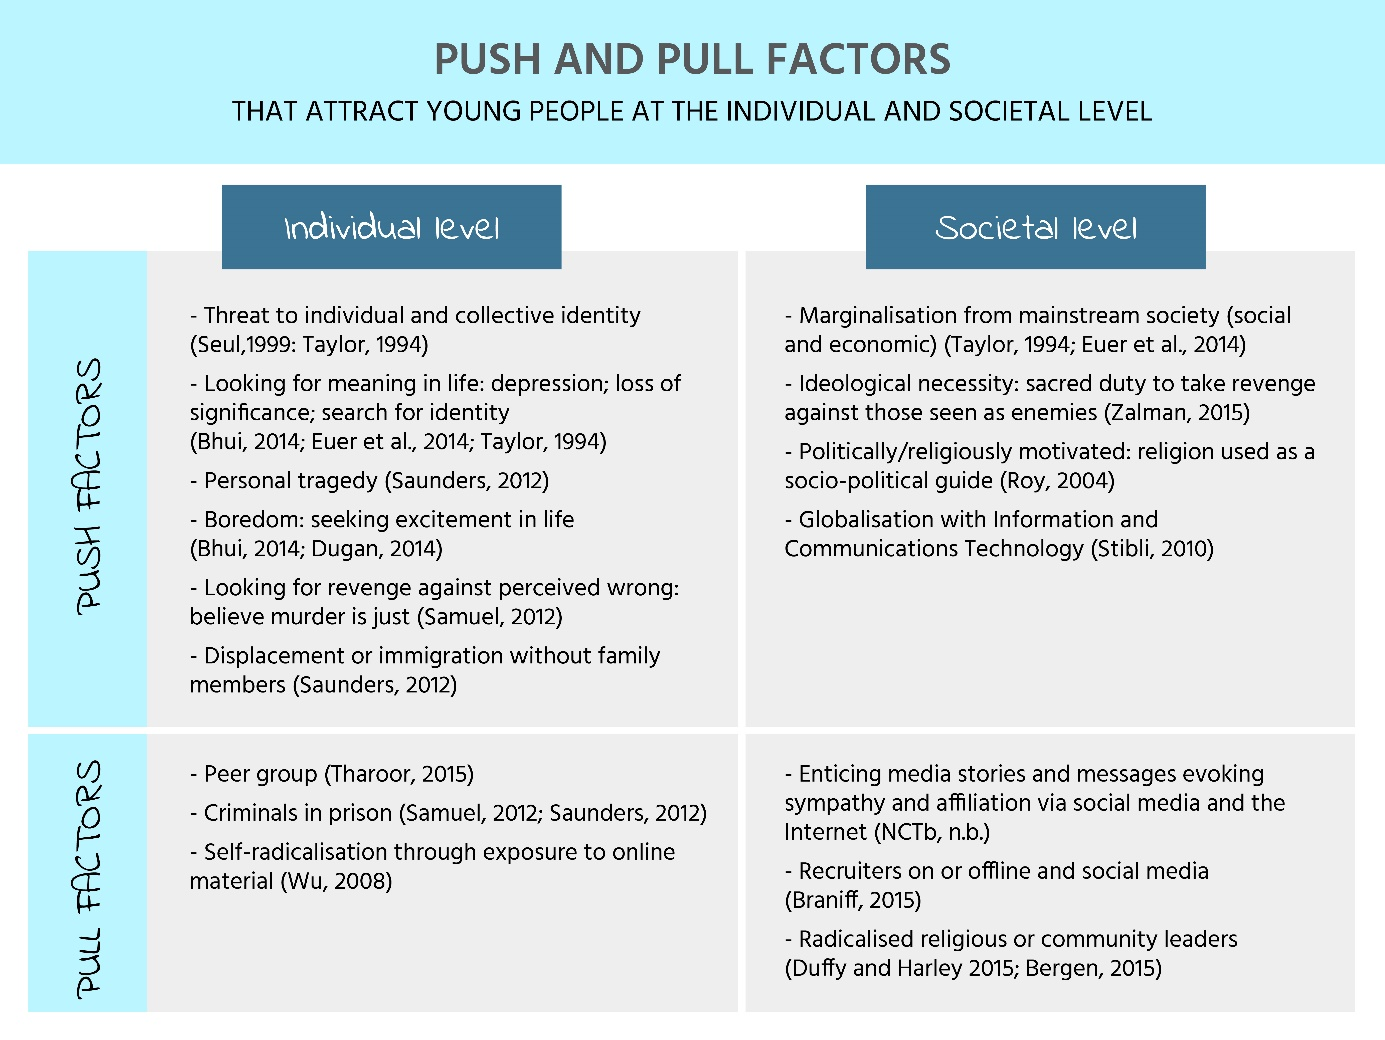 PUSH AND PULL FACTORS
THAT ATTRACT YOUNG PEOPLE AT THE INDIVIDUAL AND SOCIETAL LEVEL
Individual level
Societal level
PUSH FACTORS
- Threat to individual and collective identity
(Seul,1999: Taylor, 1994)
- Looking for meaning in life: depression; loss of
significance; search for identity
(Bhui, 2014; Euer et al., 2014; Taylor, 1994)
- Personal tragedy (Saunders, 2012)
- Boredom: seeking excitement in life
(Bhui, 2014; Dugan, 2014)
- Looking for revenge against perceived wrong:
believe murder is just (Samuel, 2012)
- Displacement or immigration without family
members (Saunders, 2012)
- Marginalisation from mainstream society (social
and economic) (Taylor, 1994; Euer et al., 2014)
- Ideological necessity: sacred duty to take revenge
against those seen as enemies (Zalman, 2015)
- Politically/religiously motivated: religion used as a
socio-political guide (Roy, 2004)
- Globalisation with Information and
Communications Technology (Stibli, 2010)
PULL FACTORS
- Peer group (Tharoor, 2015)
- Criminals in prison (Samuel, 2012; Saunders, 2012)
- Self-radicalisation through exposure to online
material (Wu, 2008)
- Enticing media stories and messages evoking
sympathy and affiliation via social media and the
Internet (NCTb, n.b.)
- Recruiters on or offline and social media
(Braniff, 2015)
- Radicalised religious or community leaders
(Duffy and Harley 2015; Bergen, 2015)